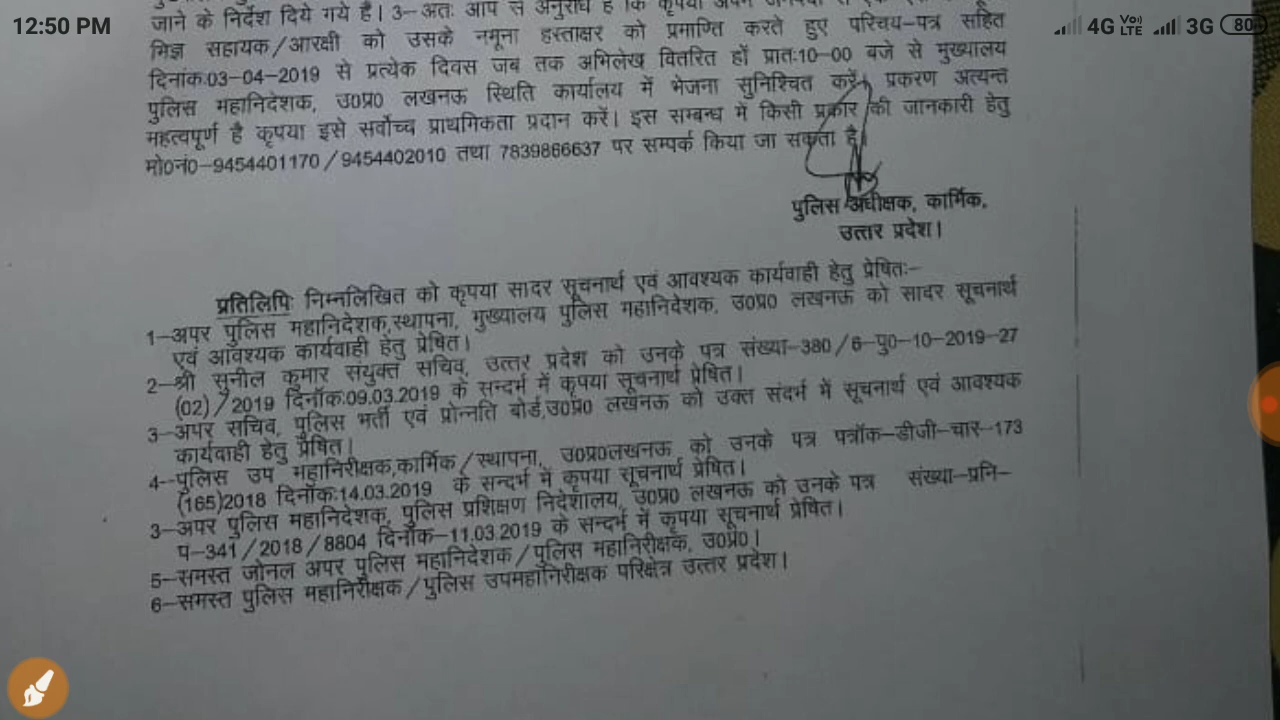 12:50 PM
4G VoLTE 3G 80
जाने के निर्देश दिये गये है। 3–अतः आप से अनुरोध है कि कृपया अपने
भिज्ञ सहायक/आरक्षी को उसके नमूना हस्ताक्षर को प्रमाणित करते हुए परिचय–पत्र सहित
दिनांक:03-04-2019 से प्रत्येक दिवस जब तक अभिलेख वितरित हों प्रातः10-00 बजे से मुख्यालय
पुलिस महानिदेशक, उ0प्र0 लखनऊ स्थिति कार्यालय में भेजना सुनिश्चित करें। प्रकरण अत्यन्त
महत्वपूर्ण है कृपया इसे सर्वोच्च प्राथमिकता प्रदान करें। इस सम्बन्ध में किसी प्रकार की जानकारी हेतु
मो0नं0–9454401170/9454402010 तथा 7839866637 पर सम्पर्क किया जा सकता है।
पुलिस अधीक्षक, कार्मिक,
उत्तर प्रदेश।
प्रतिलिपि निम्नलिखित को कृपया सादर सूचनार्थ एवं आवश्यक कार्यवाही हेतु प्रेषितः–
1–अपर पुलिस महानिदेशक,स्थापना, मुख्यालय पुलिस महानिदेशक, उ0प्र0 लखनऊ को सादर सूचनार्थ
एवं आवश्यक कार्यवाही हेतु प्रेषित।
2–श्री सुनील कुमार संयुक्त सचिव, उत्तर प्रदेश को उनके पत्र संख्या–380/6–पु0–10–2019–27
(02)/2019 दिनॉक:09.03.2019 के सन्दर्भ में कृपया सूचनार्थ प्रेषित।
3–अपर सचिव, पुलिस भर्ती एवं प्रोन्नति बोर्ड,उ0प्र0 लखनऊ को उक्त संदर्भ में सूचनार्थ एवं आवश्यक
कार्यवाही हेतु प्रेषित।
4–पुलिस उप महानिरीक्षक,कार्मिक/स्थापना, उ0प्र0लखनऊ को उनके पत्र पत्रॉक–डीजी–चार–173
(165)2018 दिनॉक:14.03.2019 के सन्दर्भ में कृपया सूचनार्थ प्रेषित।
3–अपर पुलिस महानिदेशक, पुलिस प्रशिक्षण निदेशालय, उ0प्र0 लखनऊ को उनके पत्र संख्या–प्रनि–
प–341/2018/8804 दिनॉक–11.03.2019 के सन्दर्भ में कृपया सूचनार्थ प्रेषित।
5–समस्त जोनल अपर पुलिस महानिदेशक/पुलिस महानिरीक्षक, उ0प्र0।
6–समस्त पुलिस महानिरीक्षक/पुलिस उपमहानिरीक्षक परिक्षेत्र उत्तर प्रदेश।